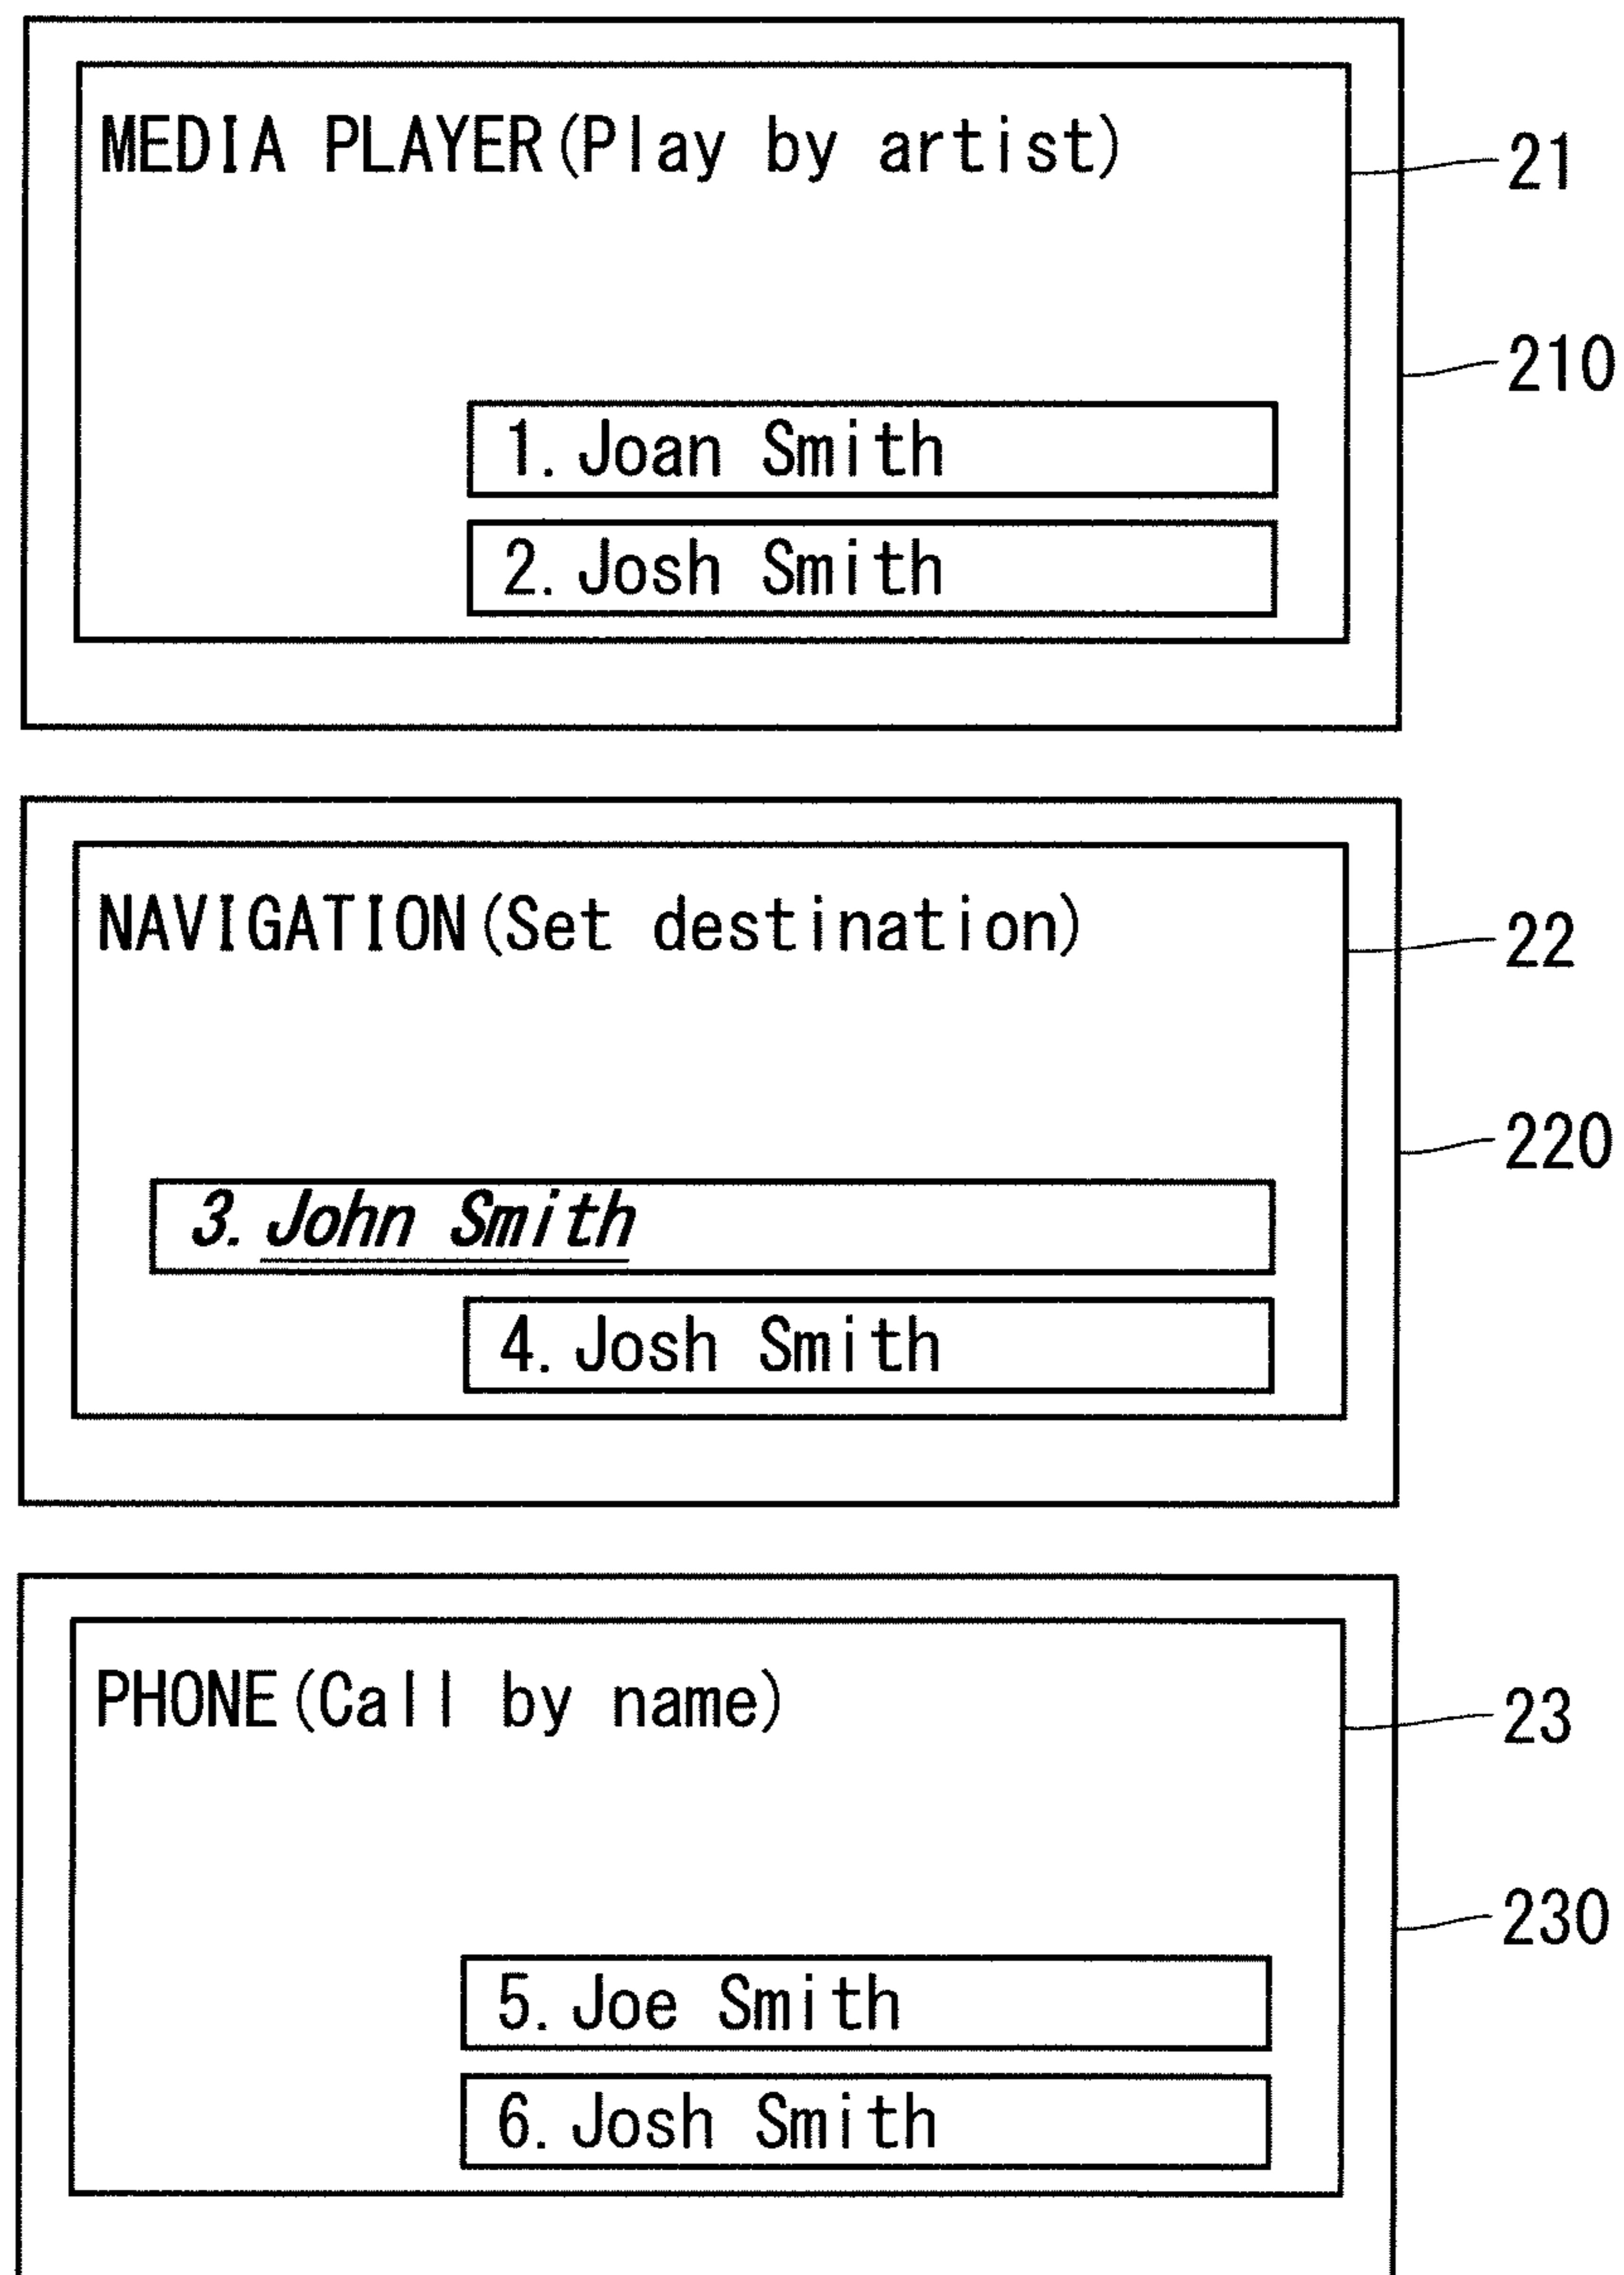 MEDIA PLAYER(Play by artist)
21
210
1. Joan Smith
2. Josh Smith
NAVIGATION(Set destination)
22
220
3. John Smith
4. Josh Smith
PHONE(Call by name)
23
230
5. Joe Smith
6. Josh Smith